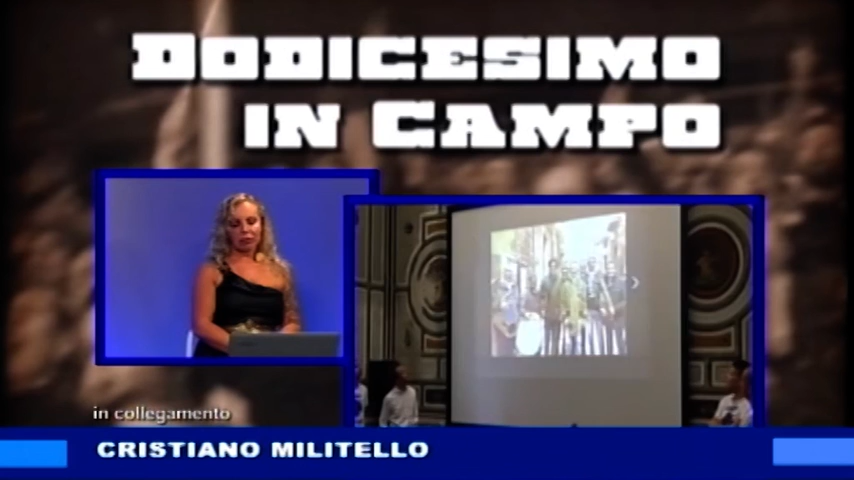 DODICESIMO
IN CAMPO
in collegamento
CRISTIANO MILITELLO